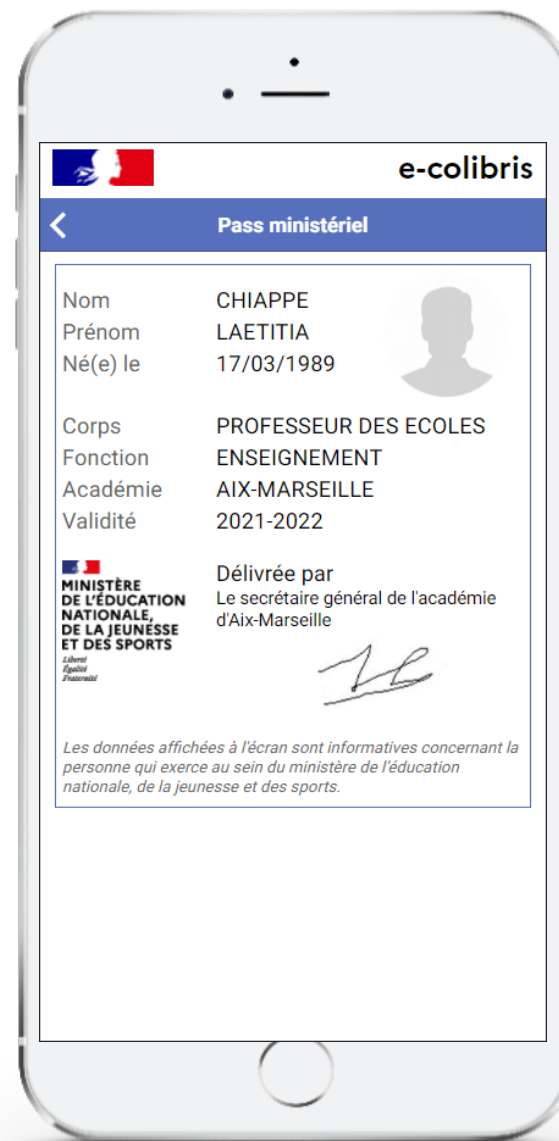 e-colibris
Pass ministériel
Nom CHIAPPE
Prénom LAETITIA
Né(e) le 17/03/1989
Corps PROFESSEUR DES ECOLES
Fonction ENSEIGNEMENT
Académie AIX-MARSEILLE
Validité 2021-2022
MINISTÈRE
DE L'ÉDUCATION
NATIONALE,
DE LA JEUNESSE
ET DES SPORTS
Liberté
Égalité
Fraternité
Délivrée par
Le secrétaire général de l'académie
d'Aix-Marseille
Les données affichées à l'écran sont informatives concernant la
personne qui exerce au sein du ministère de l'éducation
nationale, de la jeunesse et des sports.